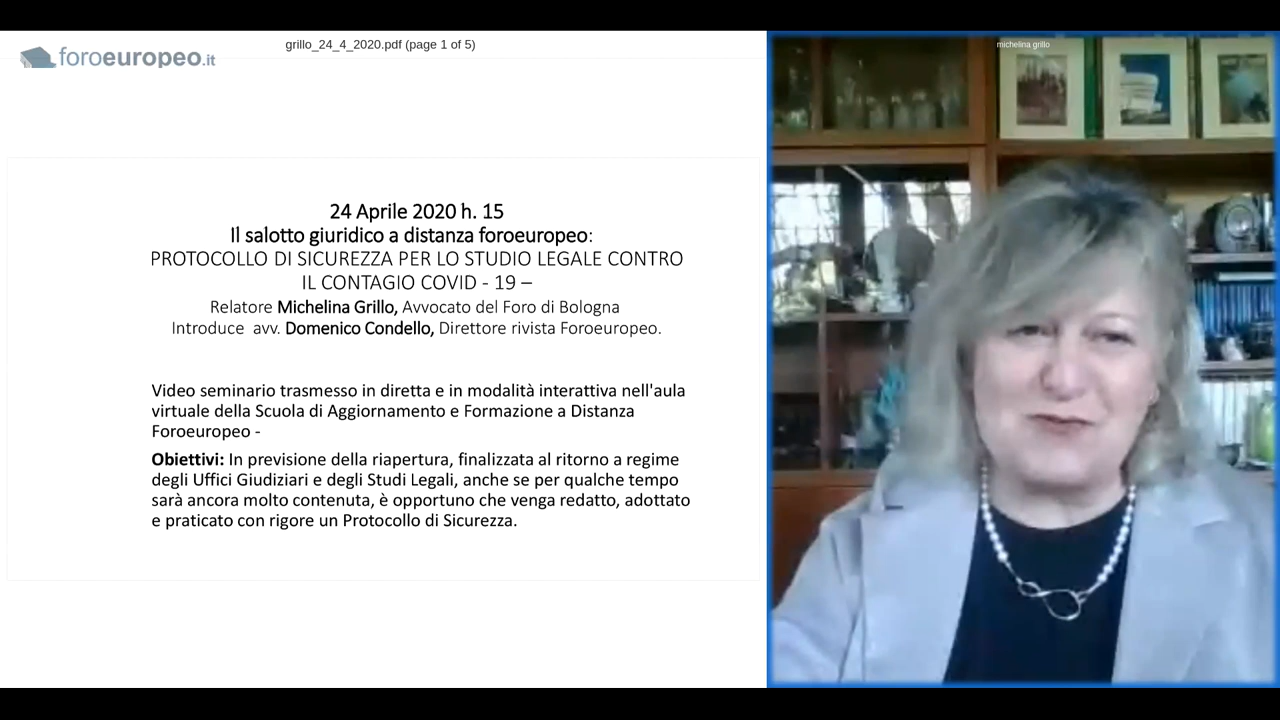 foroeuropeo.it
grillo_24_4_2020.pdf (page 1 of 5)
michelina grillo
24 Aprile 2020 h. 15
Il salotto giuridico a distanza foroeuropeo:
PROTOCOLLO DI SICUREZZA PER LO STUDIO LEGALE CONTRO
IL CONTAGIO COVID - 19 –
Relatore Michelina Grillo, Avvocato del Foro di Bologna
Introduce avv. Domenico Condello, Direttore rivista Foroeuropeo.
Video seminario trasmesso in diretta e in modalità interattiva nell'aula
virtuale della Scuola di Aggiornamento e Formazione a Distanza
Foroeuropeo -
Obiettivi: In previsione della riapertura, finalizzata al ritorno a regime
degli Uffici Giudiziari e degli Studi Legali, anche se per qualche tempo
sarà ancora molto contenuta, è opportuno che venga redatto, adottato
e praticato con rigore un Protocollo di Sicurezza.